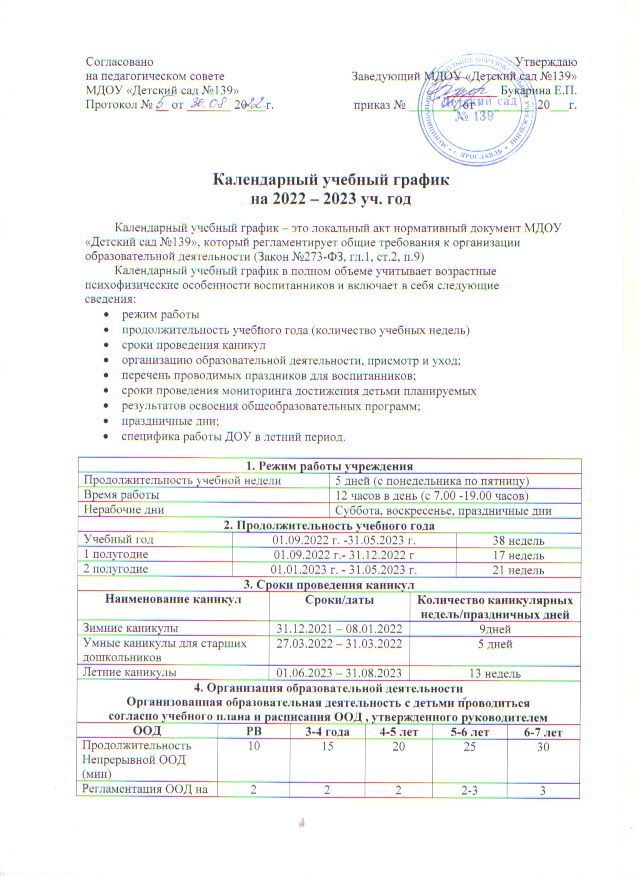 Согласовано
на педагогическом совете
МДОУ «Детский сад №139»
Протокол № 5 от 30.08 2022 г.
Утверждаю
Заведующий МДОУ «Детский сад №139»
Букарина Е.П.
приказ № от 20___г.
Детский сад
№ 139"
г. ЯРОСЛАВЛЬ
Календарный учебный график
на 2022 – 2023 уч. год
Календарный учебный график – это локальный акт нормативный документ МДОУ
«Детский сад №139», который регламентирует общие требования к организации
образовательной деятельности (Закон №273-ФЗ, гл.1, ст.2, п.9)
Календарный учебный график в полном объеме учитывает возрастные
психофизические особенности воспитанников и включает в себя следующие
сведения:
• режим работы
• продолжительность учебного года (количество учебных недель)
• сроки проведения каникул
• организацию образовательной деятельности, присмотр и уход;
• перечень проводимых праздников для воспитанников;
• сроки проведения мониторинга достижения детьми планируемых
• результатов освоения общеобразовательных программ;
• праздничные дни;
• специфика работы ДОУ в летний период.
1. Режим работы учреждения
Продолжительность учебной недели 5 дней (с понедельника по пятницу)
Время работы 12 часов в день (с 7.00 -19.00 часов)
Нерабочие дни Суббота, воскресенье, праздничные дни
2. Продолжительность учебного года
Учебный год 01.09.2022 г. -31.05.2023 г. 38 недель
1 полугодие 01.09.2022 г.- 31.12.2022 г 17 недель
2 полугодие 01.01.2023 г. - 31.05.2023 г. 21 недель
3. Сроки проведения каникул
Наименование каникул Сроки/даты Количество каникулярных
недель/праздничных дней
Зимние каникулы 31.12.2021 – 08.01.2022 9дней
Умные каникулы для старших 27.03.2022 – 31.03.2022 5 дней
дошкольников
Летние каникулы 01.06.2023 – 31.08.2023 13 недель
4. Организация образовательной деятельности
Организованная образовательная деятельность с детьми проводиться
согласно учебного плана и расписания ООД , утвержденного руководителем
ООД РВ 3-4 года 4-5 лет 5-6 лет 6-7 лет
Продолжительность 10 15 20 25 30
Непрерывной ООД
(мин)
Регламентация ООД на 2 2 2 2-3 3